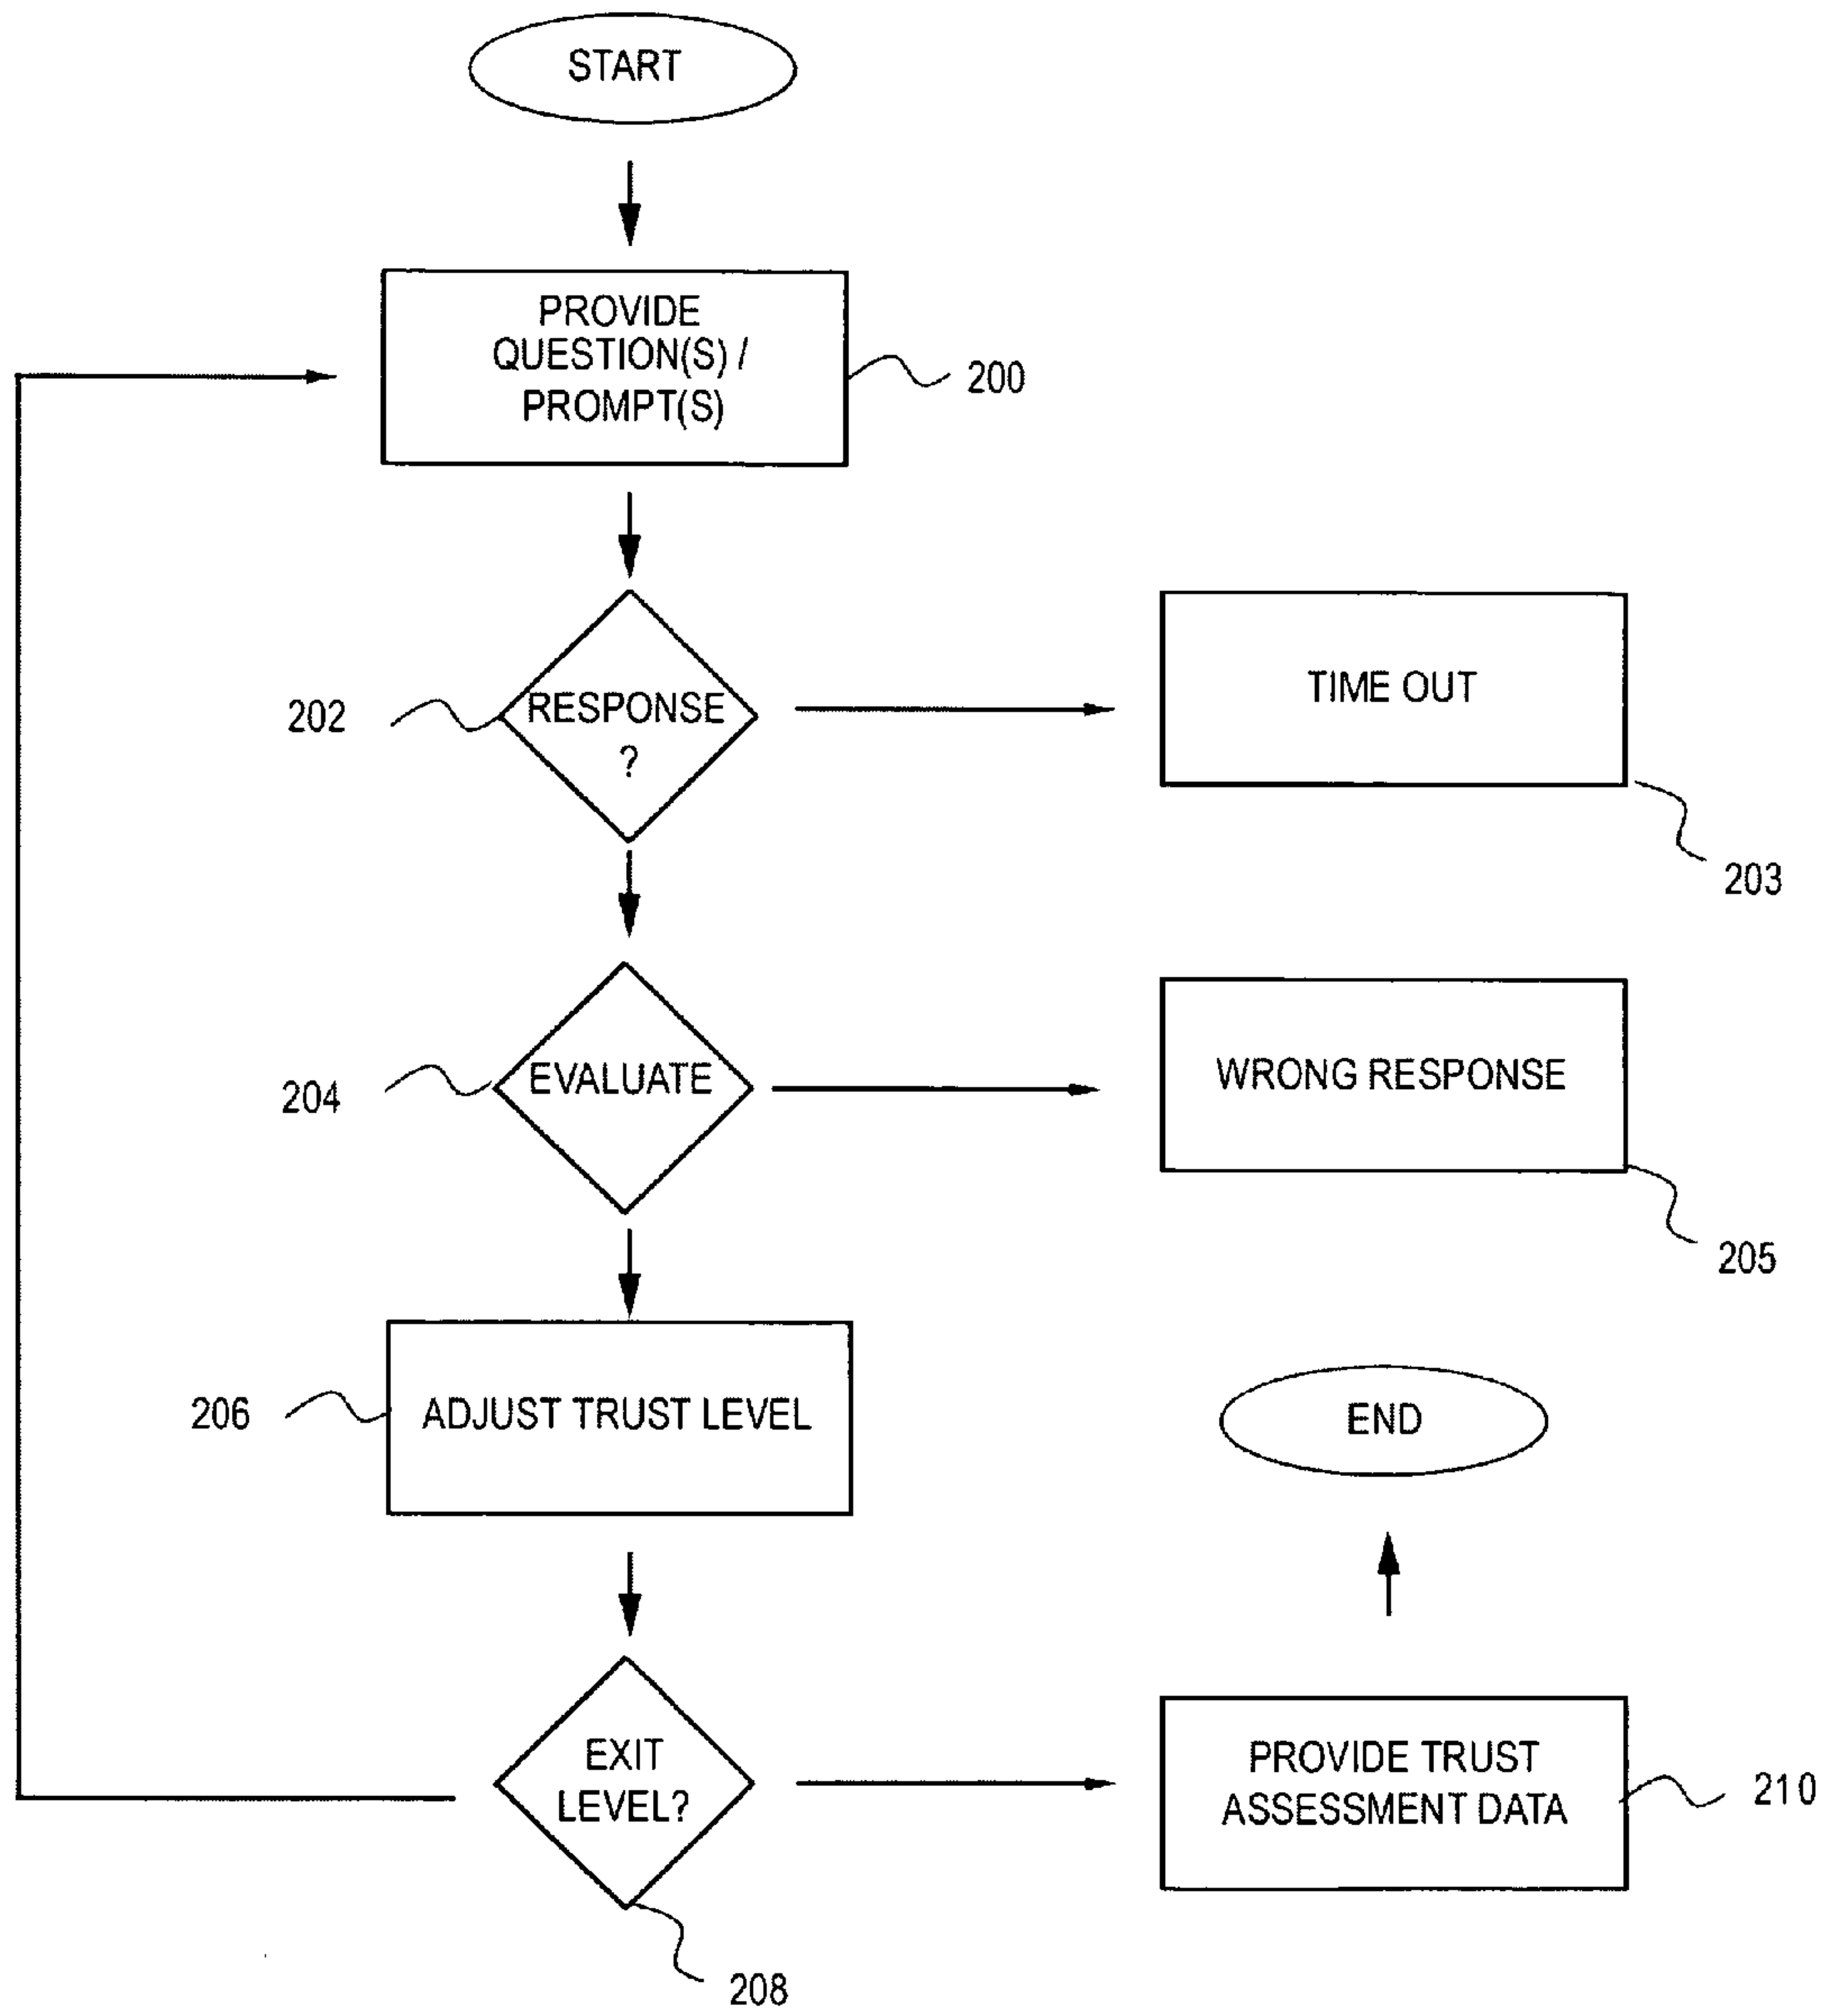 START
PROVIDE
QUESTION(S) /
PROMPT(S)
200
RESPONSE
?
202
TIME OUT
203
EVALUATE
204
WRONG RESPONSE
205
ADJUST TRUST LEVEL
206
END
EXIT
LEVEL?
208
PROVIDE TRUST
ASSESSMENT DATA
210